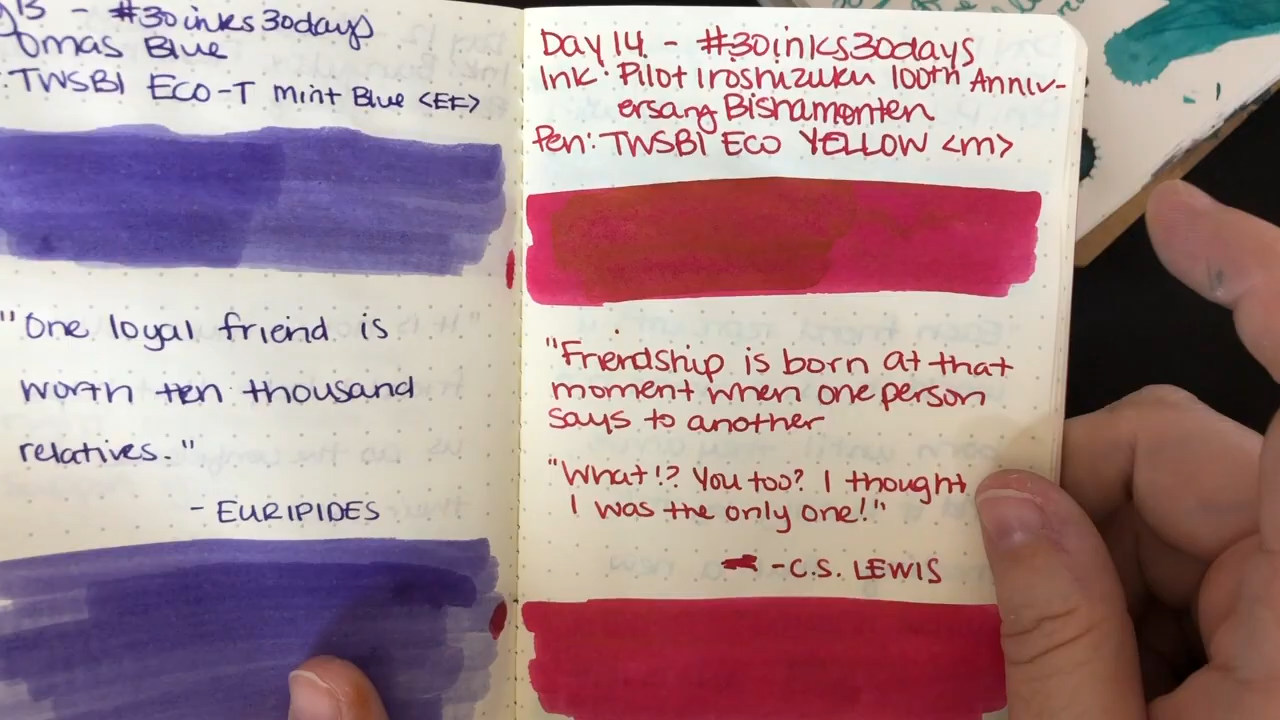 #30inks30days
Omas Blue
TWSBI ECO-T Mint Blue <EF>
"One loyal friend is
worth ten thousand
relatives."
- EURIPIDES
Day 14 - #30inks30days
Ink: Pilot Iroshizuku 100th Anniv-
ersary Bishamonten
Pen: TWSBI ECO YELLOW <m>
"Friendship is born at that
moment when one person
says to another
"What!? You too? I thought
I was the only one!"
-C.S. LEWIS